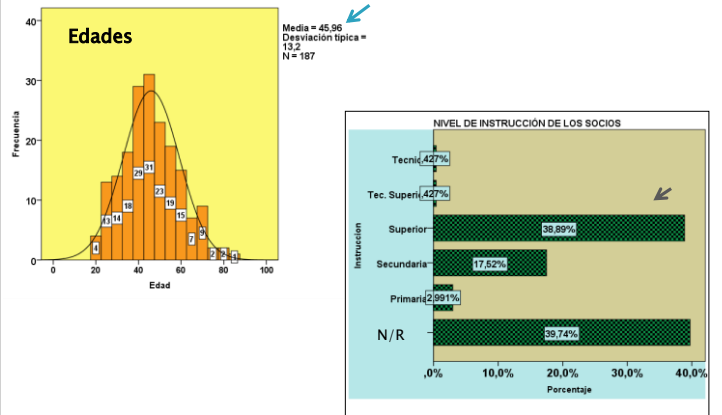 Edades
Media = 45,96
Desviación típica =
13,2
N = 187
Frecuencia
40
30
20
10
0
4
13
14
18
29
31
23
19
15
7
9
2
2
1
0 20 40 60 80 100
Edad
NIVEL DE INSTRUCCIÓN DE LOS SOCIOS
Instruccion
Tecnic ,427%
Tec. Superi ,427%
Superior 38,89%
Secundaria 17,52%
Primaria 2,991%
N/R 39,74%
,0% 10,0% 20,0% 30,0% 40,0%
Porcentaje